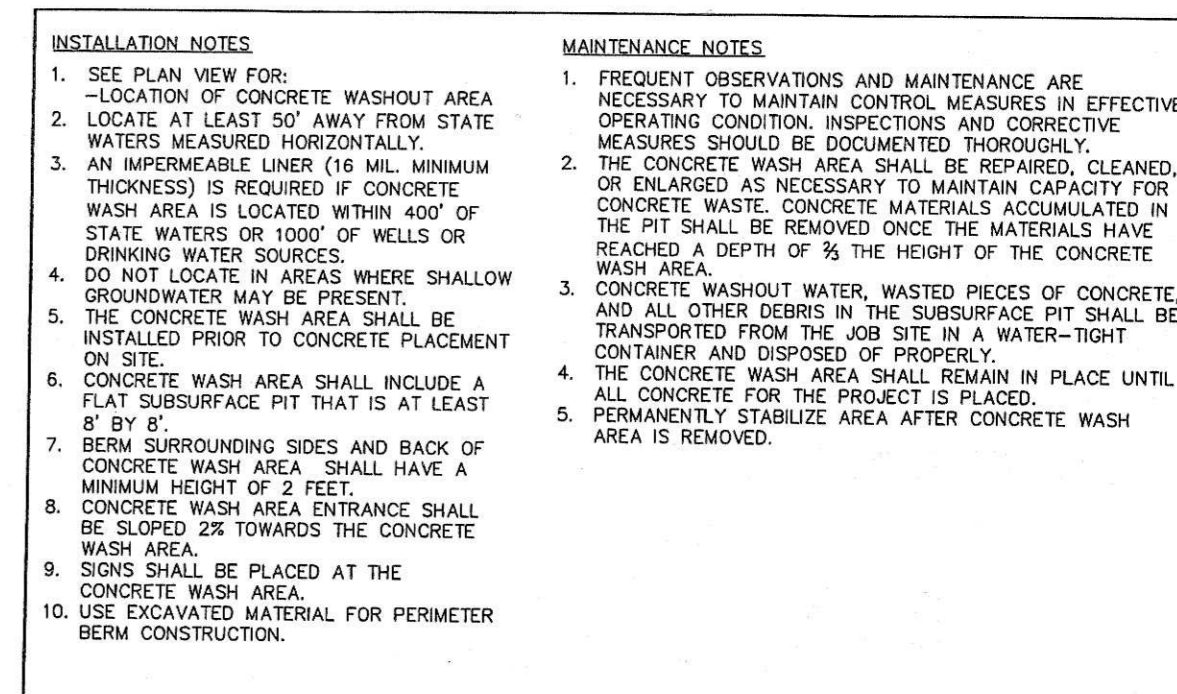 INSTALLATION NOTES
1. SEE PLAN VIEW FOR:
-LOCATION OF CONCRETE WASHOUT AREA
2. LOCATE AT LEAST 50' AWAY FROM STATE
WATERS MEASURED HORIZONTALLY.
3. AN IMPERMEABLE LINER (16 MIL. MINIMUM
THICKNESS) IS REQUIRED IF CONCRETE
WASH AREA IS LOCATED WITHIN 400' OF
STATE WATERS OR 1000' OF WELLS OR
DRINKING WATER SOURCES.
4. DO NOT LOCATE IN AREAS WHERE SHALLOW
GROUNDWATER MAY BE PRESENT.
5. THE CONCRETE WASH AREA SHALL BE
INSTALLED PRIOR TO CONCRETE PLACEMENT
ON SITE.
6. CONCRETE WASH AREA SHALL INCLUDE A
FLAT SUBSURFACE PIT THAT IS AT LEAST
8' BY 8'.
7. BERM SURROUNDING SIDES AND BACK OF
CONCRETE WASH AREA SHALL HAVE A
MINIMUM HEIGHT OF 2 FEET.
8. CONCRETE WASH AREA ENTRANCE SHALL
BE SLOPED 2% TOWARDS THE CONCRETE
WASH AREA.
9. SIGNS SHALL BE PLACED AT THE
CONCRETE WASH AREA.
10. USE EXCAVATED MATERIAL FOR PERIMETER
BERM CONSTRUCTION.
MAINTENANCE NOTES
1. FREQUENT OBSERVATIONS AND MAINTENANCE ARE
NECESSARY TO MAINTAIN CONTROL MEASURES IN EFFECTIVE
OPERATING CONDITION. INSPECTIONS AND CORRECTIVE
MEASURES SHOULD BE DOCUMENTED THOROUGHLY.
2. THE CONCRETE WASH AREA SHALL BE REPAIRED, CLEANED,
OR ENLARGED AS NECESSARY TO MAINTAIN CAPACITY FOR
CONCRETE WASTE. CONCRETE MATERIALS ACCUMULATED IN
THE PIT SHALL BE REMOVED ONCE THE MATERIALS HAVE
REACHED A DEPTH OF ⅔ THE HEIGHT OF THE CONCRETE
WASH AREA.
3. CONCRETE WASHOUT WATER, WASTED PIECES OF CONCRETE,
AND ALL OTHER DEBRIS IN THE SUBSURFACE PIT SHALL BE
TRANSPORTED FROM THE JOB SITE IN A WATER-TIGHT
CONTAINER AND DISPOSED OF PROPERLY.
4. THE CONCRETE WASH AREA SHALL REMAIN IN PLACE UNTIL
ALL CONCRETE FOR THE PROJECT IS PLACED.
5. PERMANENTLY STABILIZE AREA AFTER CONCRETE WASH
AREA IS REMOVED.